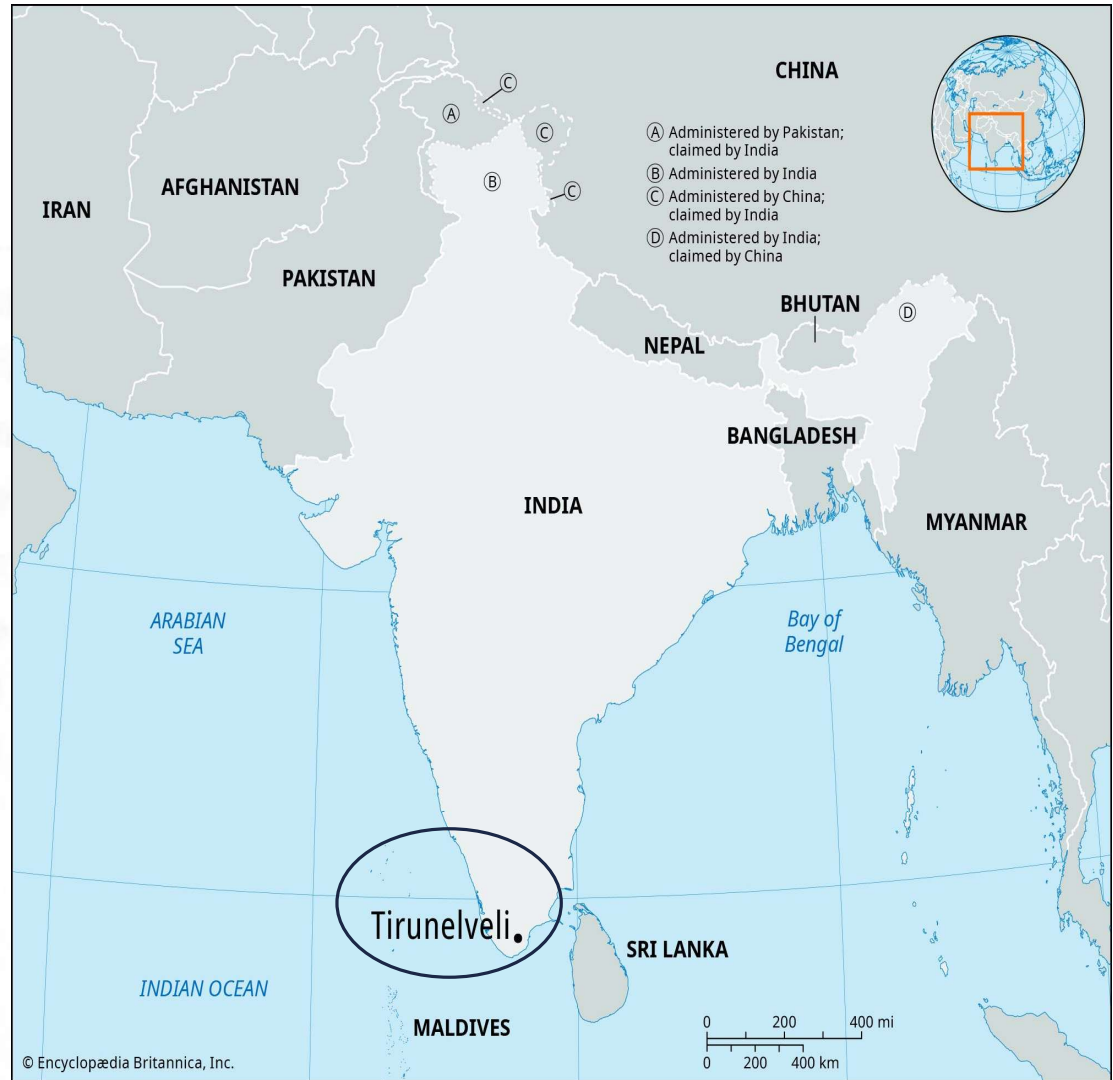 CHINA
Ⓒ
Ⓐ
Ⓒ
Ⓐ Administered by Pakistan;
claimed by India
Ⓑ Administered by India
Ⓒ Administered by China;
claimed by India
Ⓓ Administered by India;
claimed by China
AFGHANISTAN
Ⓑ
Ⓒ
IRAN
PAKISTAN
BHUTAN
Ⓓ
NEPAL
BANGLADESH
INDIA
MYANMAR
ARABIAN
SEA
Bay of
Bengal
Tirunelveli
SRI LANKA
INDIAN OCEAN
MALDIVES
0 200 400 mi
0 200 400 km
© Encyclopædia Britannica, Inc.